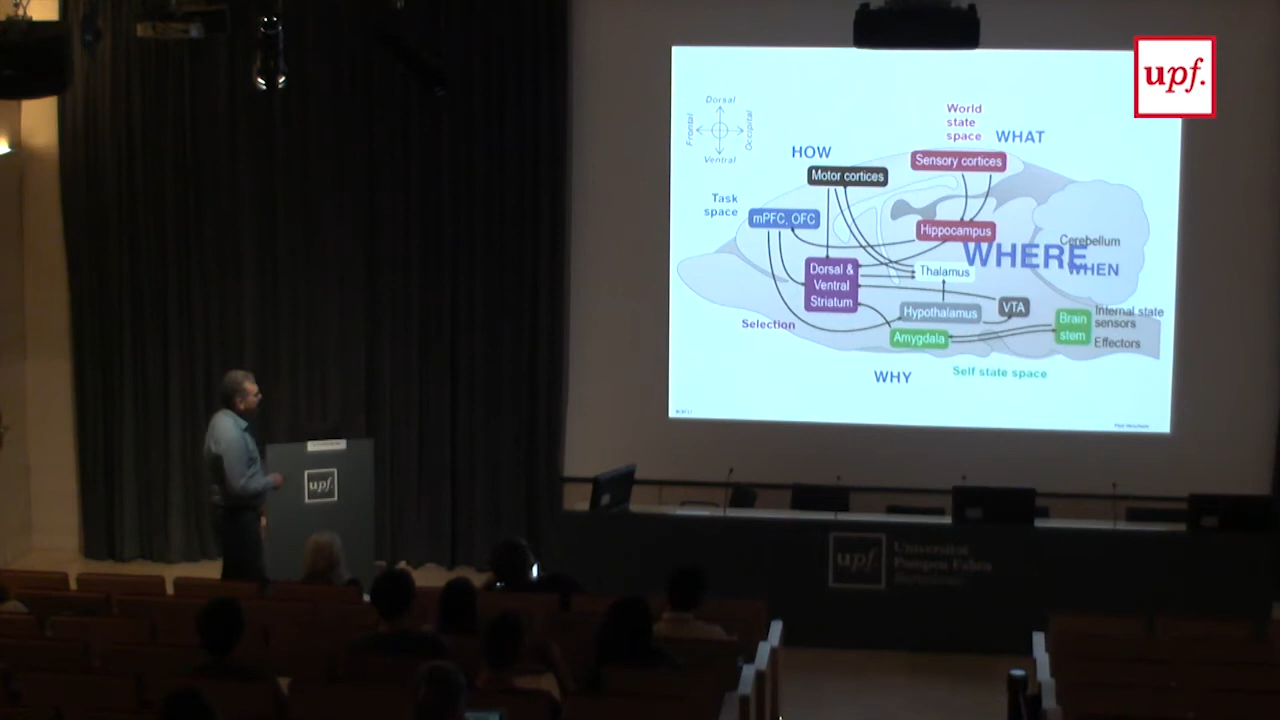 upf.
Dorsal
Frontal
Occipital
Ventral
World
state
space
WHAT
HOW
Sensory cortices
Motor cortices
Task
space
mPFC, OFC
Hippocampus
Cerebellum
WHERE
WHEN
Dorsal &
Ventral
Striatum
Thalamus
Hypothalamus
VTA
Brain
stem
Internal state
sensors
Effectors
Selection
Amygdala
WHY
Self state space
upf.
upf.
Universitat
Pompeu Fabra
Barcelona